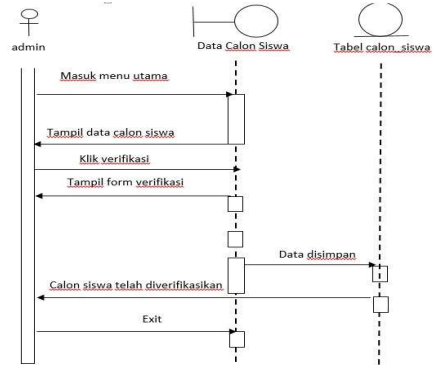 admin
Data Calon Siswa
Tabel calon_siswa
Masuk menu utama
Tampil data calon siswa
Klik verifikasi
Tampil form verifikasi
Data disimpan
Calon siswa telah diverifikasikan
Exit